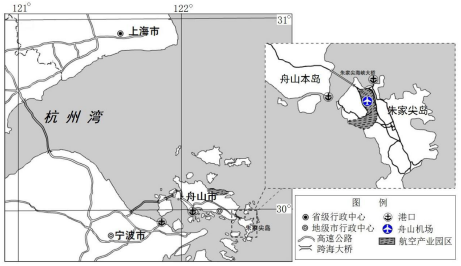 121°
122°
31°
上海市
杭州湾
舟山市
30°
宁波市
朱家尖岛
朱家尖海峡大桥
舟山本岛
朱家尖岛
图 例
省级行政中心
港口
地级市行政中心
舟山机场
高速公路
航空产业园区
跨海大桥